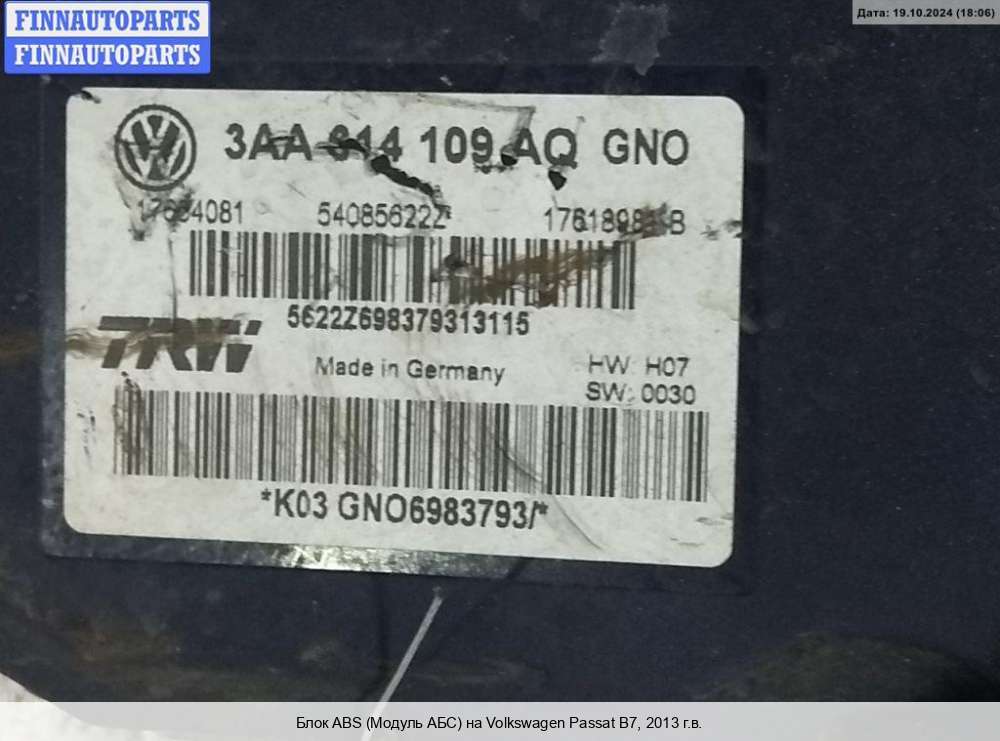 FINNAUTOPARTS
FINNAUTOPARTS
Дата: 19.10.2024 (18:06)
3AA 614 109 AQ GNO
54085622Z
5622Z698379313115
TRW
Made in Germany
HW: H07
SW: 0030
*K03 GNO6983793/*
Блок ABS (Модуль АБС) на Volkswagen Passat B7, 2013 г.в.